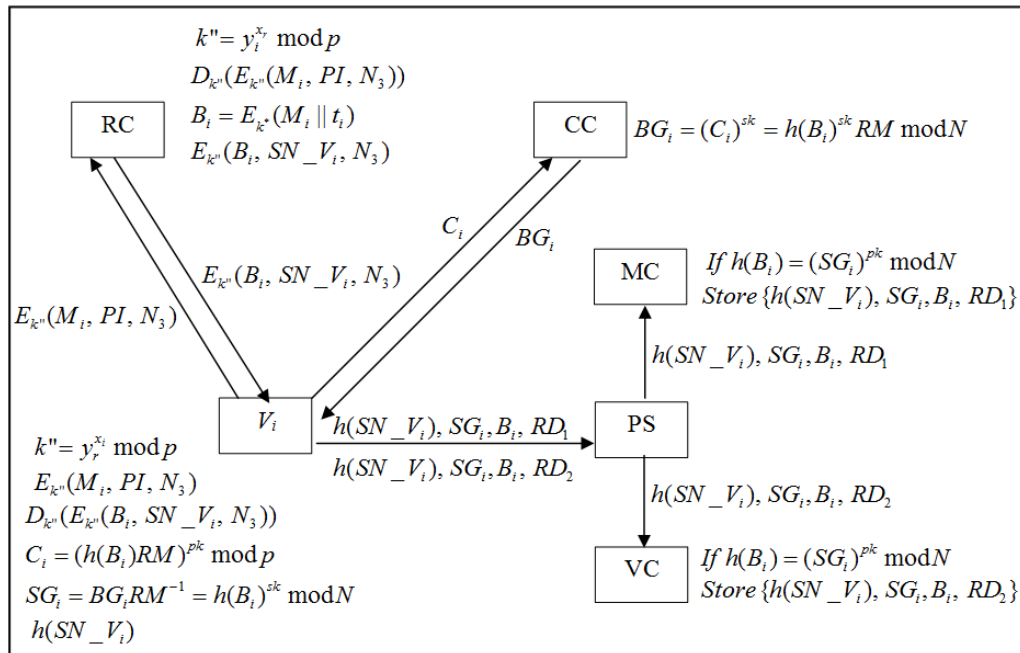 k"= y_i^{x_r} mod p
D_{k"}(E_{k"}(M_i, PI, N_3))
RC
B_i = E_{k^*}(M_i || t_i)
E_{k"}(B_i, SN_V_i, N_3)
CC
BG_i = (C_i)^{sk} = h(B_i)^{sk} RM mod N
C_i
BG_i
E_{k"}(B_i, SN_V_i, N_3)
E_{k"}(M_i, PI, N_3)
MC
If h(B_i) = (SG_i)^{pk} mod N
Store {h(SN_V_i), SG_i, B_i, RD_1}
h(SN_V_i), SG_i, B_i, RD_1
V_i
h(SN_V_i), SG_i, B_i, RD_1
h(SN_V_i), SG_i, B_i, RD_2
PS
h(SN_V_i), SG_i, B_i, RD_2
k"= y_r^{x_i} mod p
E_{k"}(M_i, PI, N_3)
D_{k"}(E_{k"}(B_i, SN_V_i, N_3))
C_i = (h(B_i)RM)^{pk} mod p
SG_i = BG_i RM^{-1} = h(B_i)^{sk} mod N
h(SN_V_i)
VC
If h(B_i) = (SG_i)^{pk} mod N
Store {h(SN_V_i), SG_i, B_i, RD_2}